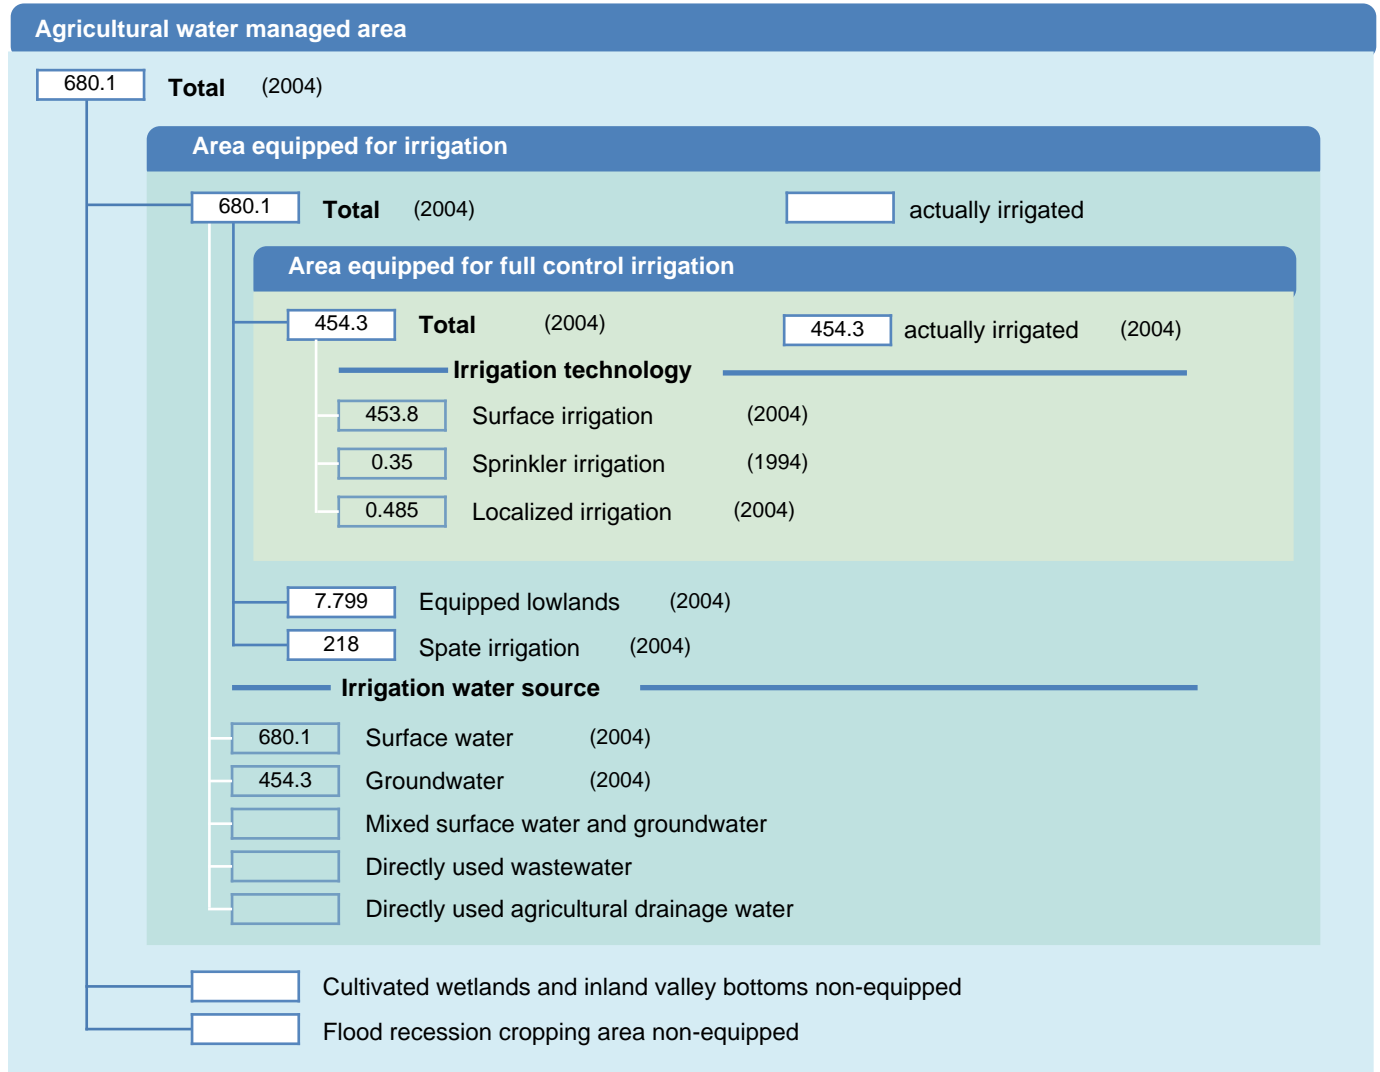 Agricultural water managed area
680.1 Total (2004)
Area equipped for irrigation
680.1 Total (2004) actually irrigated
Area equipped for full control irrigation
454.3 Total (2004) 454.3 actually irrigated (2004)
Irrigation technology
453.8 Surface irrigation (2004)
0.35 Sprinkler irrigation (1994)
0.485 Localized irrigation (2004)
7.799 Equipped lowlands (2004)
218 Spate irrigation (2004)
Irrigation water source
680.1 Surface water (2004)
454.3 Groundwater (2004)
Mixed surface water and groundwater
Directly used wastewater
Directly used agricultural drainage water
Cultivated wetlands and inland valley bottoms non-equipped
Flood recession cropping area non-equipped